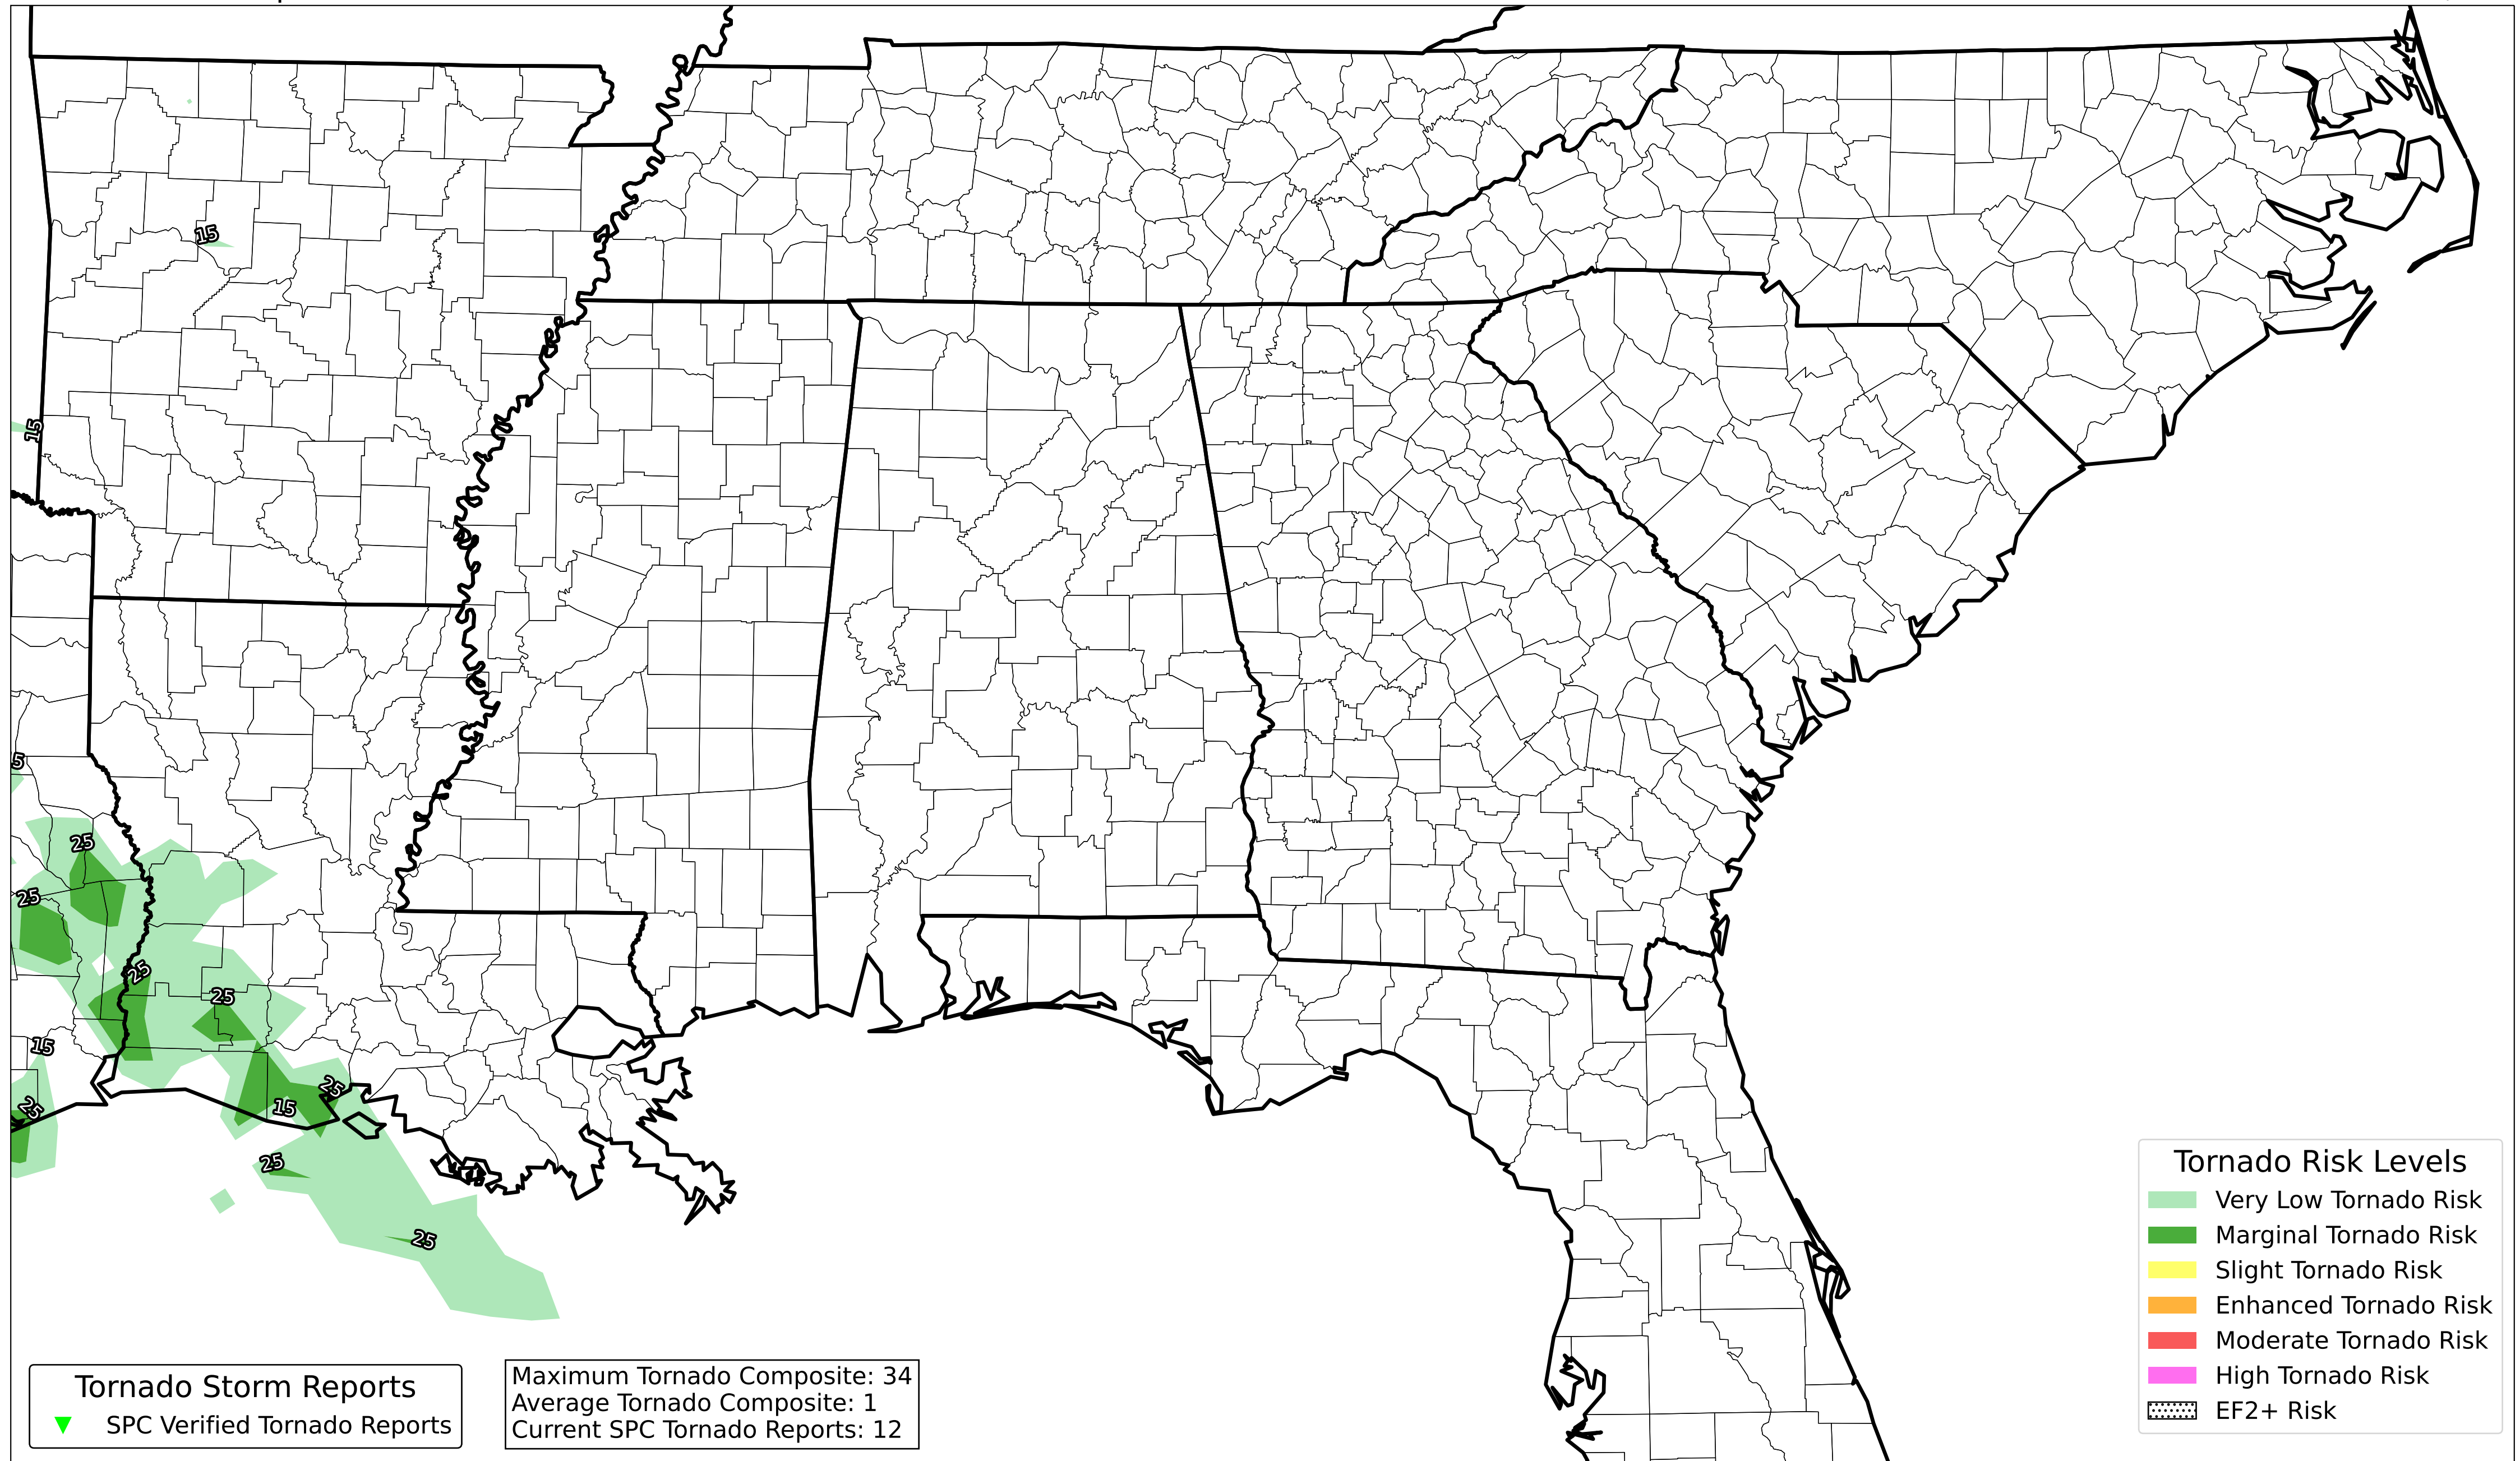 15
15
5
25
25
25
25
15
25
25
15
25
25
Tornado Storm Reports
SPC Verified Tornado Reports
Maximum Tornado Composite: 34
Average Tornado Composite: 1
Current SPC Tornado Reports: 12
Tornado Risk Levels
Very Low Tornado Risk
Marginal Tornado Risk
Slight Tornado Risk
Enhanced Tornado Risk
Moderate Tornado Risk
High Tornado Risk
EF2+ Risk